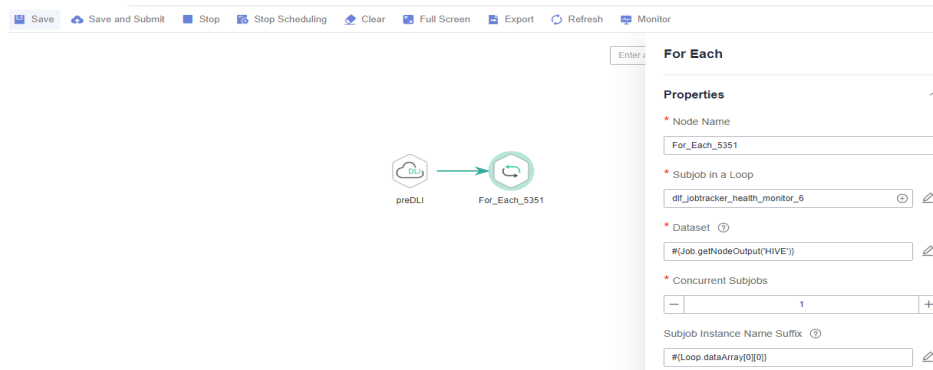 Save Save and Submit Stop Stop Scheduling Clear Full Screen Export Refresh Monitor
Enter
For Each
Properties
* Node Name
For_Each_5351
* Subjob in a Loop
dlf_jobtracker_health_monitor_6
* Dataset
#{Job.getNodeOutput('HIVE')}
* Concurrent Subjobs
1
Subjob Instance Name Suffix
#{Loop.dataArray[0][0]}
DLI
preDLI For_Each_5351